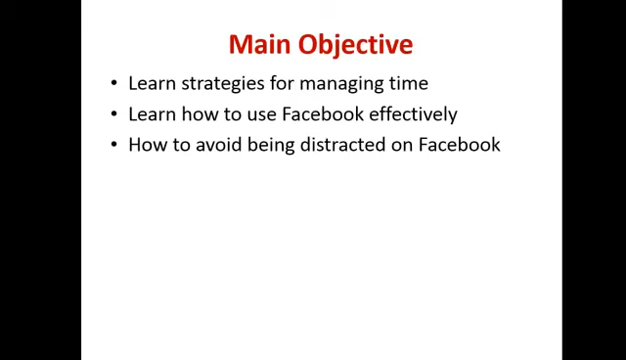 Main Objective
• Learn strategies for managing time
• Learn how to use Facebook effectively
• How to avoid being distracted on Facebook